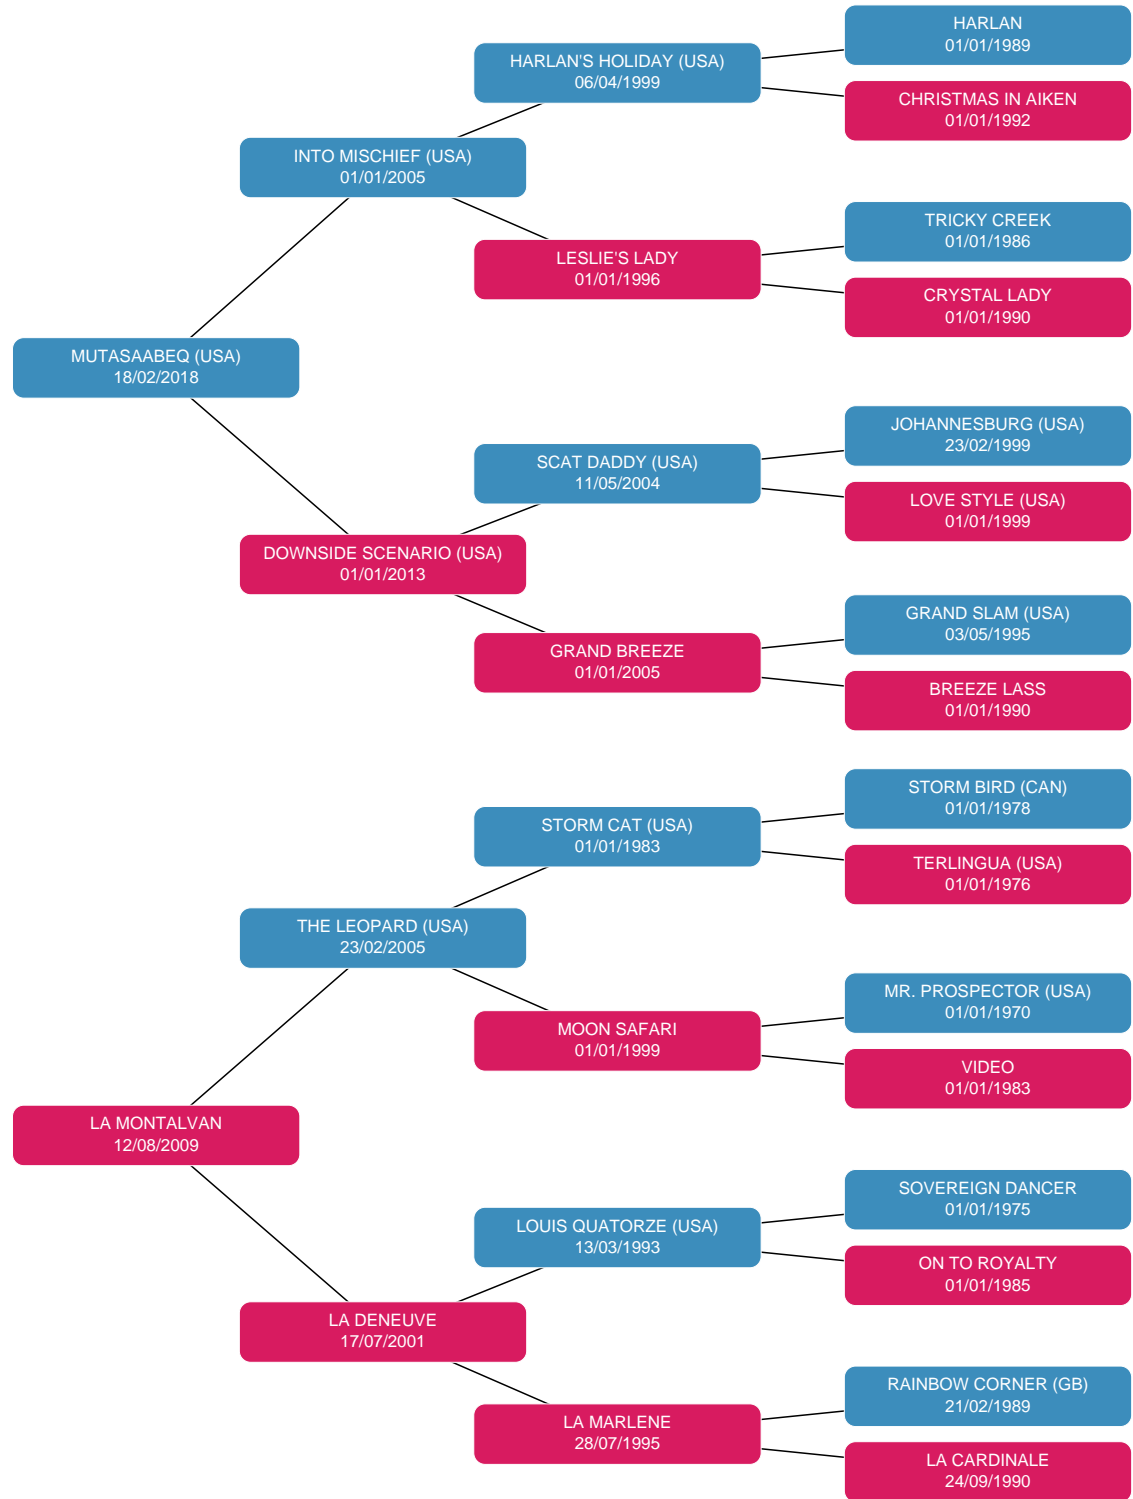 HARLAN
01/01/1989
HARLAN'S HOLIDAY (USA)
06/04/1999
CHRISTMAS IN AIKEN
01/01/1992
INTO MISCHIEF (USA)
01/01/2005
TRICKY CREEK
01/01/1986
LESLIE'S LADY
01/01/1996
CRYSTAL LADY
01/01/1990
MUTASAABEQ (USA)
18/02/2018
JOHANNESBURG (USA)
23/02/1999
SCAT DADDY (USA)
11/05/2004
LOVE STYLE (USA)
01/01/1999
DOWNSIDE SCENARIO (USA)
01/01/2013
GRAND SLAM (USA)
03/05/1995
GRAND BREEZE
01/01/2005
BREEZE LASS
01/01/1990
STORM BIRD (CAN)
01/01/1978
STORM CAT (USA)
01/01/1983
TERLINGUA (USA)
01/01/1976
THE LEOPARD (USA)
23/02/2005
MR. PROSPECTOR (USA)
01/01/1970
MOON SAFARI
01/01/1999
VIDEO
01/01/1983
LA MONTALVAN
12/08/2009
SOVEREIGN DANCER
01/01/1975
LOUIS QUATORZE (USA)
13/03/1993
ON TO ROYALTY
01/01/1985
LA DENEUVE
17/07/2001
RAINBOW CORNER (GB)
21/02/1989
LA MARLENE
28/07/1995
LA CARDINALE
24/09/1990